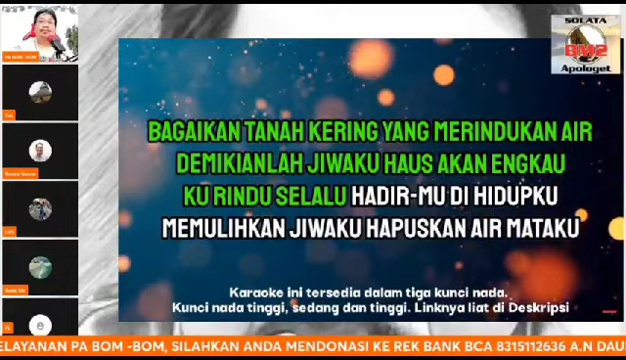 SOLATA
BM2
Apologet
BAGAIKAN TANAH KERING YANG MERINDUKAN AIR
DEMIKIANLAH JIWAKU HAUS AKAN ENGKAU
KU RINDU SELALU HADIR-MU DI HIDUPKU
MEMULIHKAN JIWAKU HAPUSKAN AIR MATAKU
Karaoke ini tersedia dalam tiga kunci nada.
Kunci nada tinggi, sedang dan tinggi. Linknya liat di Deskripsi
ELAYANAN PA BOM -BOM, SILAHKAN ANDA MENDONASI KE REK BANK BCA 8315112636 A.N DAU